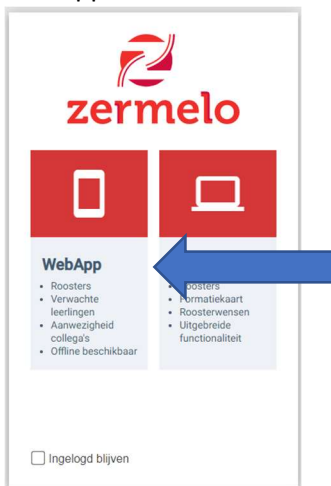 zermelo
WebApp
• Roosters
• Verwachte
leerlingen
• Aanwezigheid
collega's
• Offline beschikbaar
• Roosters
• Formatiekaart
• Roosterwensen
• Uitgebreide
functionaliteit
Ingelogd blijven